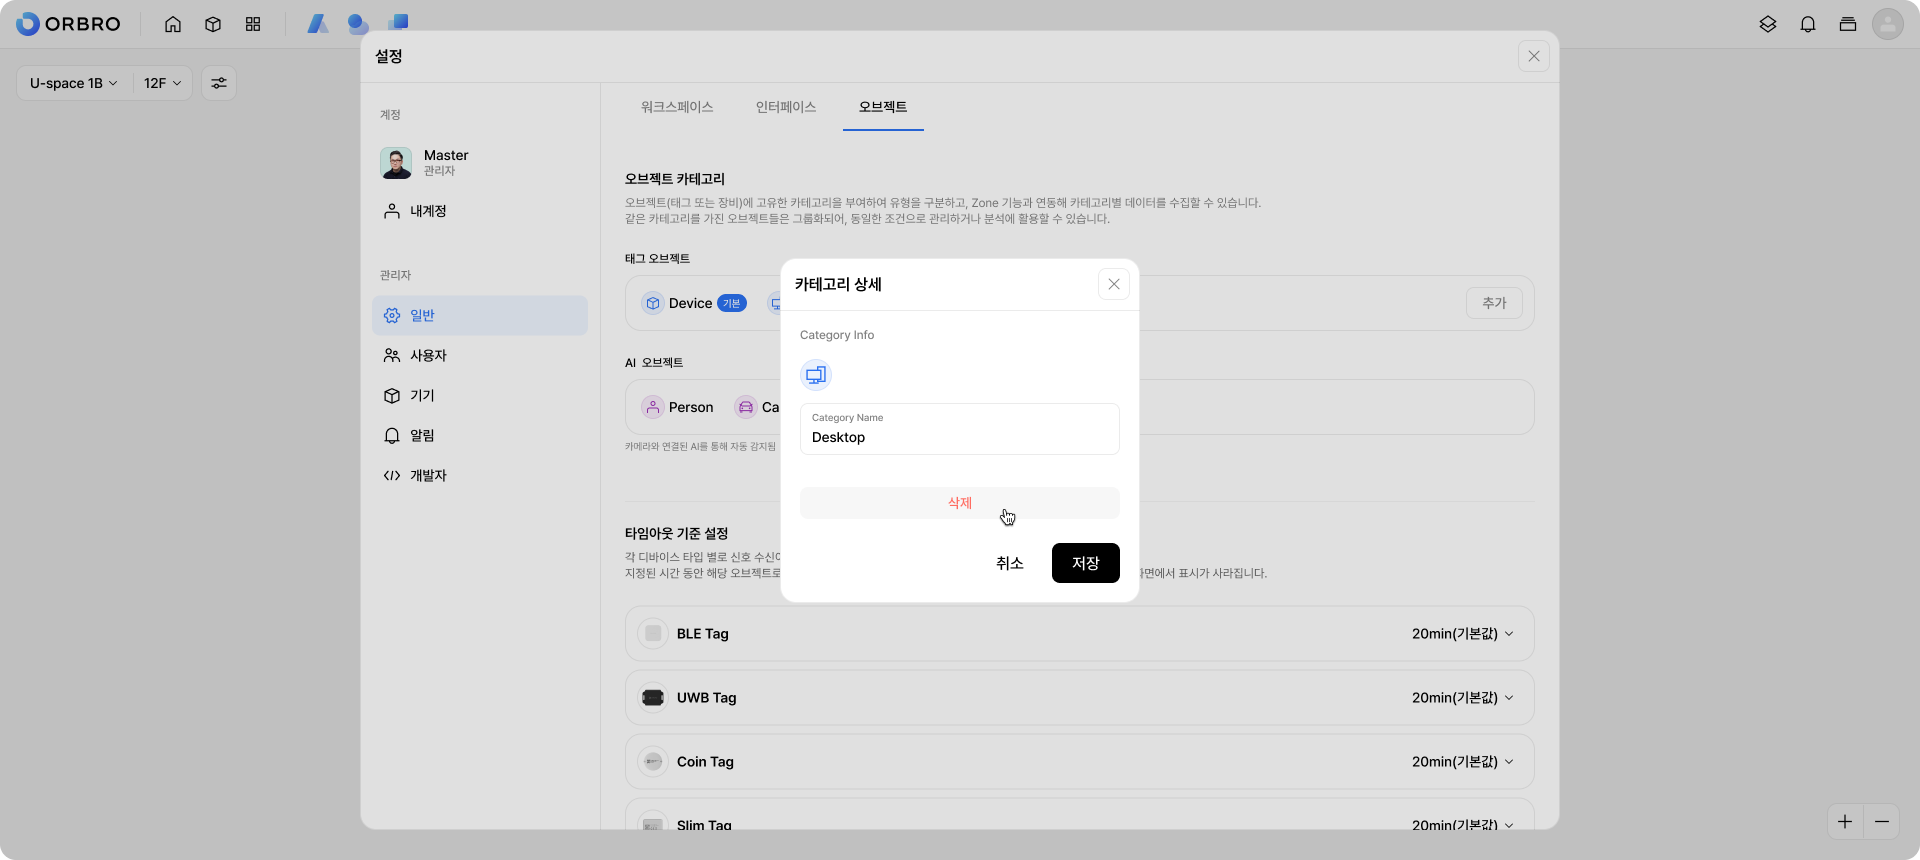 ORBRO
U-space 1B
12F
설정
계정
Master
관리자
내계정
관리자
일반
사용자
기기
알림
개발자
워크스페이스
인터페이스
오브젝트
오브젝트 카테고리
오브젝트(태그 또는 장비)에 고유한 카테고리을 부여하여 유형을 구분하고, Zone 기능과 연동해 카테고리별 데이터를 수집할 수 있습니다.
같은 카테고리를 가진 오브젝트들은 그룹화되어, 동일한 조건으로 관리하거나 분석에 활용할 수 있습니다.
태그 오브젝트
Device 기본
추가
AI 오브젝트
Person
Ca
카메라와 연결된 AI를 통해 자동 감지됨
타임아웃 기준 설정
각 디바이스 타입 별로 신호 수신이
지정된 시간 동안 해당 오브젝트로
화면에서 표시가 사라집니다.
BLE Tag
20min(기본값)
UWB Tag
20min(기본값)
Coin Tag
20min(기본값)
Slim Tag
20min(기본값)
카테고리 상세
Category Info
Category Name
Desktop
삭제
취소
저장